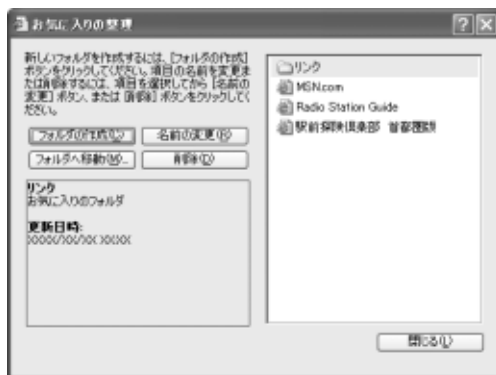 お気に入りの整理
新しいフォルダを作成するには、[フォルダの作成]
ボタンをクリックしてください。項目の名前を変更ま
たは削除するには、項目を選択してから [名前の
変更] ボタン、または [削除] ボタンをクリックしてく
ださい。
フォルダの作成(C)
名前の変更(R)
フォルダへ移動(M)...
削除(D)
リンク
お気に入りのフォルダ
更新日時:
XXXX/XX/XX XX:XX
リンク
MSN.com
Radio Station Guide
駅前探険倶楽部 首都圏版
閉じる(L)